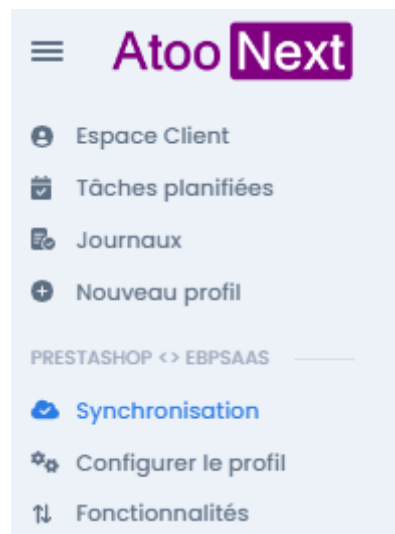 Atoo Next
Espace Client
Tâches planifiées
Journaux
Nouveau profil
PRESTASHOP <> EBPSAAS
Synchronisation
Configurer le profil
Fonctionnalités